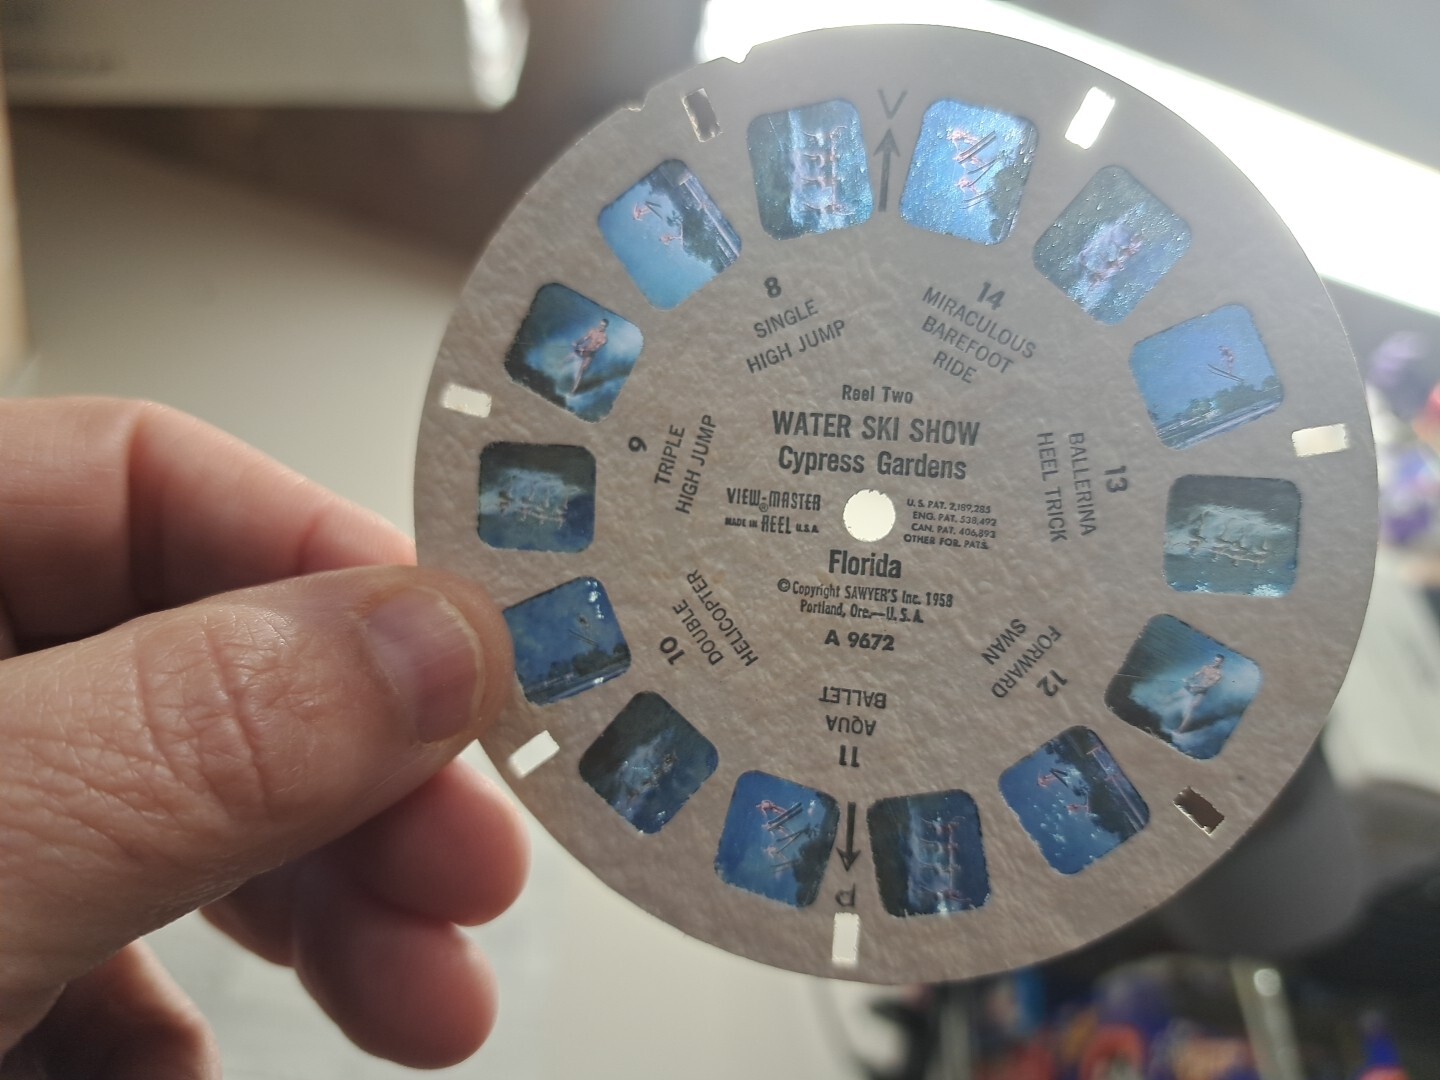 V
8
SINGLE
HIGH JUMP
14
MIRACULOUS
BAREFOOT
RIDE
Reel Two
WATER SKI SHOW
Cypress Gardens
9
TRIPLE
HIGH JUMP
13
BALLERINA
HEEL TRICK
VIEW-MASTER
®
MADE IN REEL U.S.A.
U.S. PAT. 2,189,285
ENG. PAT. 538,492
CAN. PAT. 406,893
OTHER FOR. PATS.
Florida
© Copyright SAWYER'S Inc. 1958
Portland, Ore.—U.S.A.
A 9672
10
DOUBLE
HELICOPTER
12
FORWARD
SWAN
11
AQUA
BALLET
P